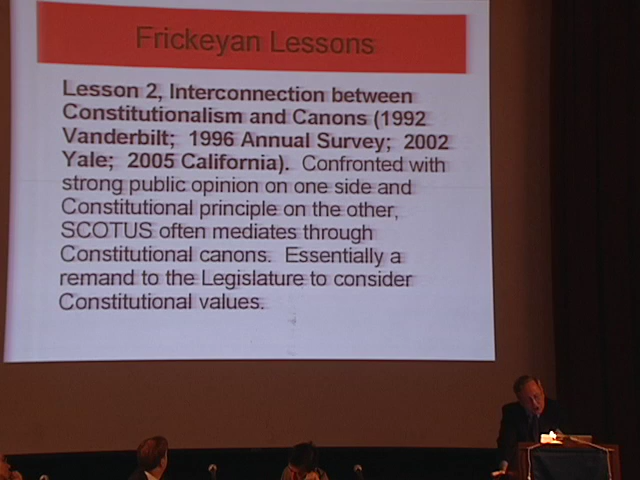 Frickeyan Lessons
Lesson 2, Interconnection between
Constitutionalism and Canons (1992
Vanderbilt;  1996 Annual Survey;  2002
Yale;  2005 California).  Confronted with
strong public opinion on one side and
Constitutional principle on the other,
SCOTUS often mediates through
Constitutional canons.  Essentially a
remand to the Legislature to consider
Constitutional values.